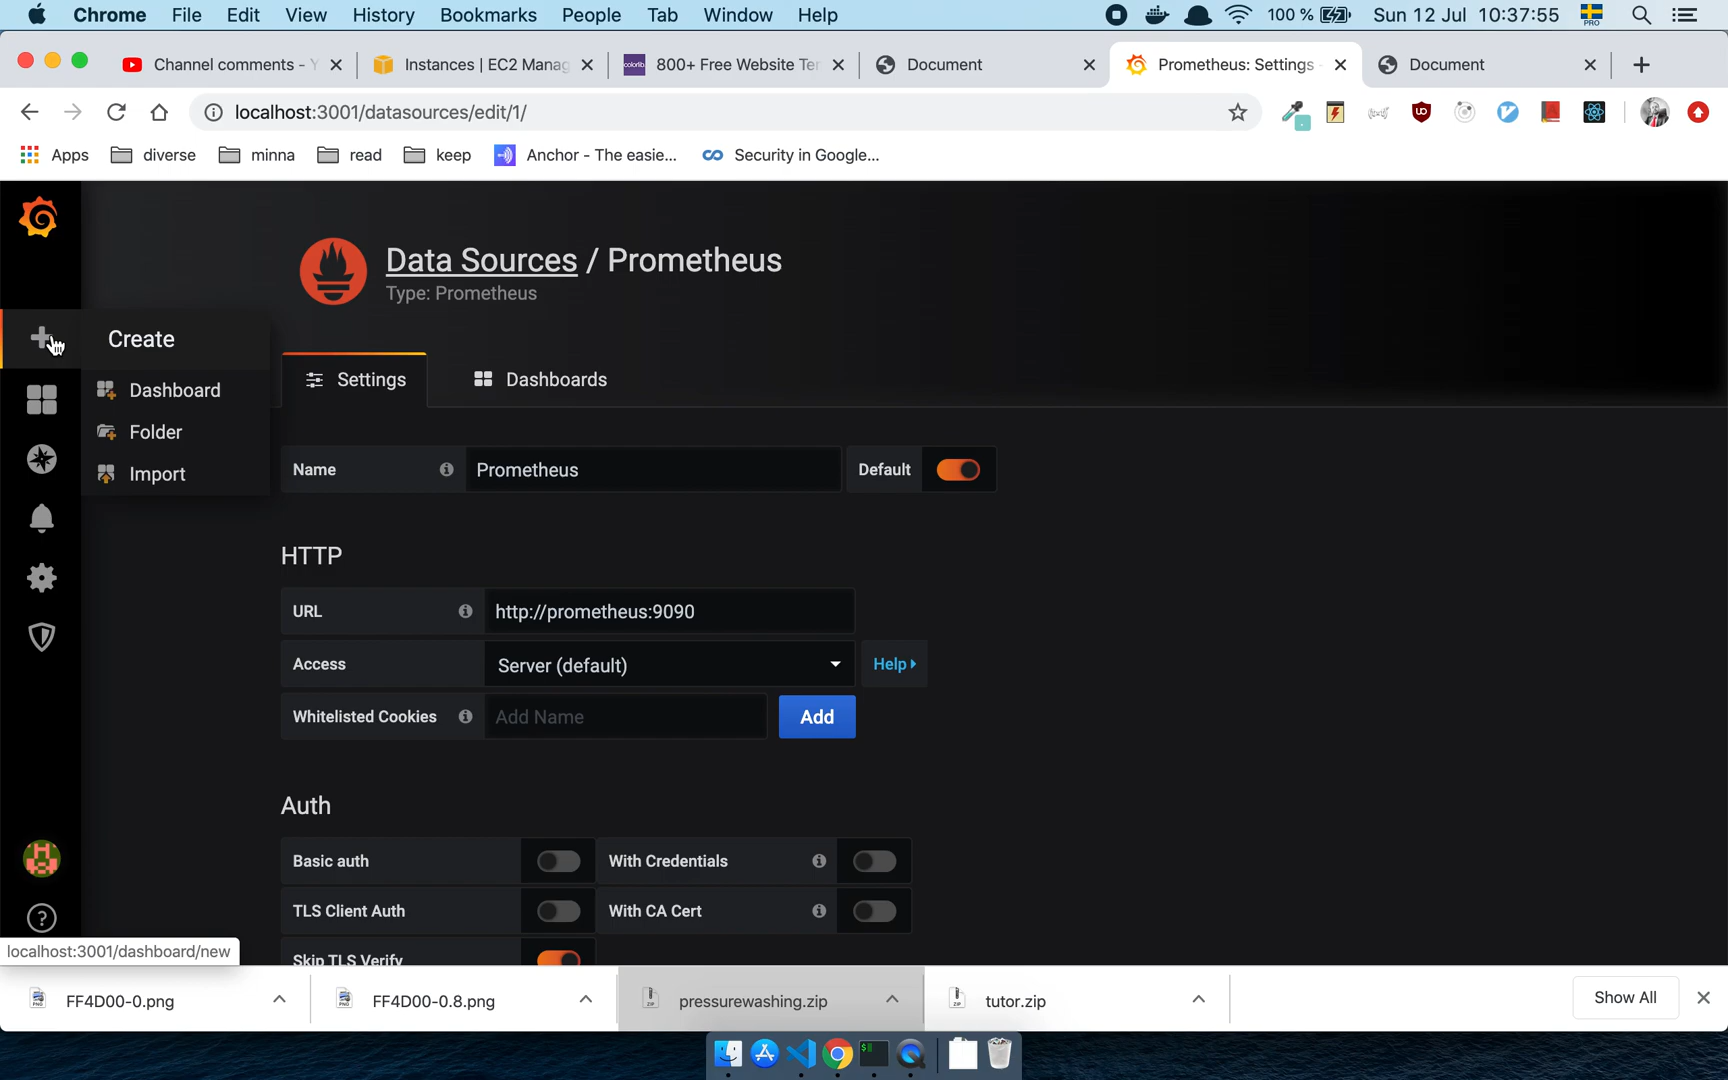 Chrome File Edit View History Bookmarks People Tab Window Help 100 % Sun 12 Jul 10:37:55 PRO
Channel comments - Y Instances | EC2 Manag colorlib 800+ Free Website Ter Document Prometheus: Settings - Document
localhost:3001/datasources/edit/1/
Apps diverse minna read keep Anchor - The easie... Security in Google...
Data Sources / Prometheus
Type: Prometheus
Create
Dashboard
Folder
Import
Settings Dashboards
Name Prometheus Default
HTTP
URL http://prometheus:9090
Access Server (default) Help
Whitelisted Cookies Add Name Add
Auth
Basic auth With Credentials
TLS Client Auth With CA Cert
Skip TLS Verify
localhost:3001/dashboard/new
FF4D00-0.png FF4D00-0.8.png pressurewashing.zip tutor.zip Show All